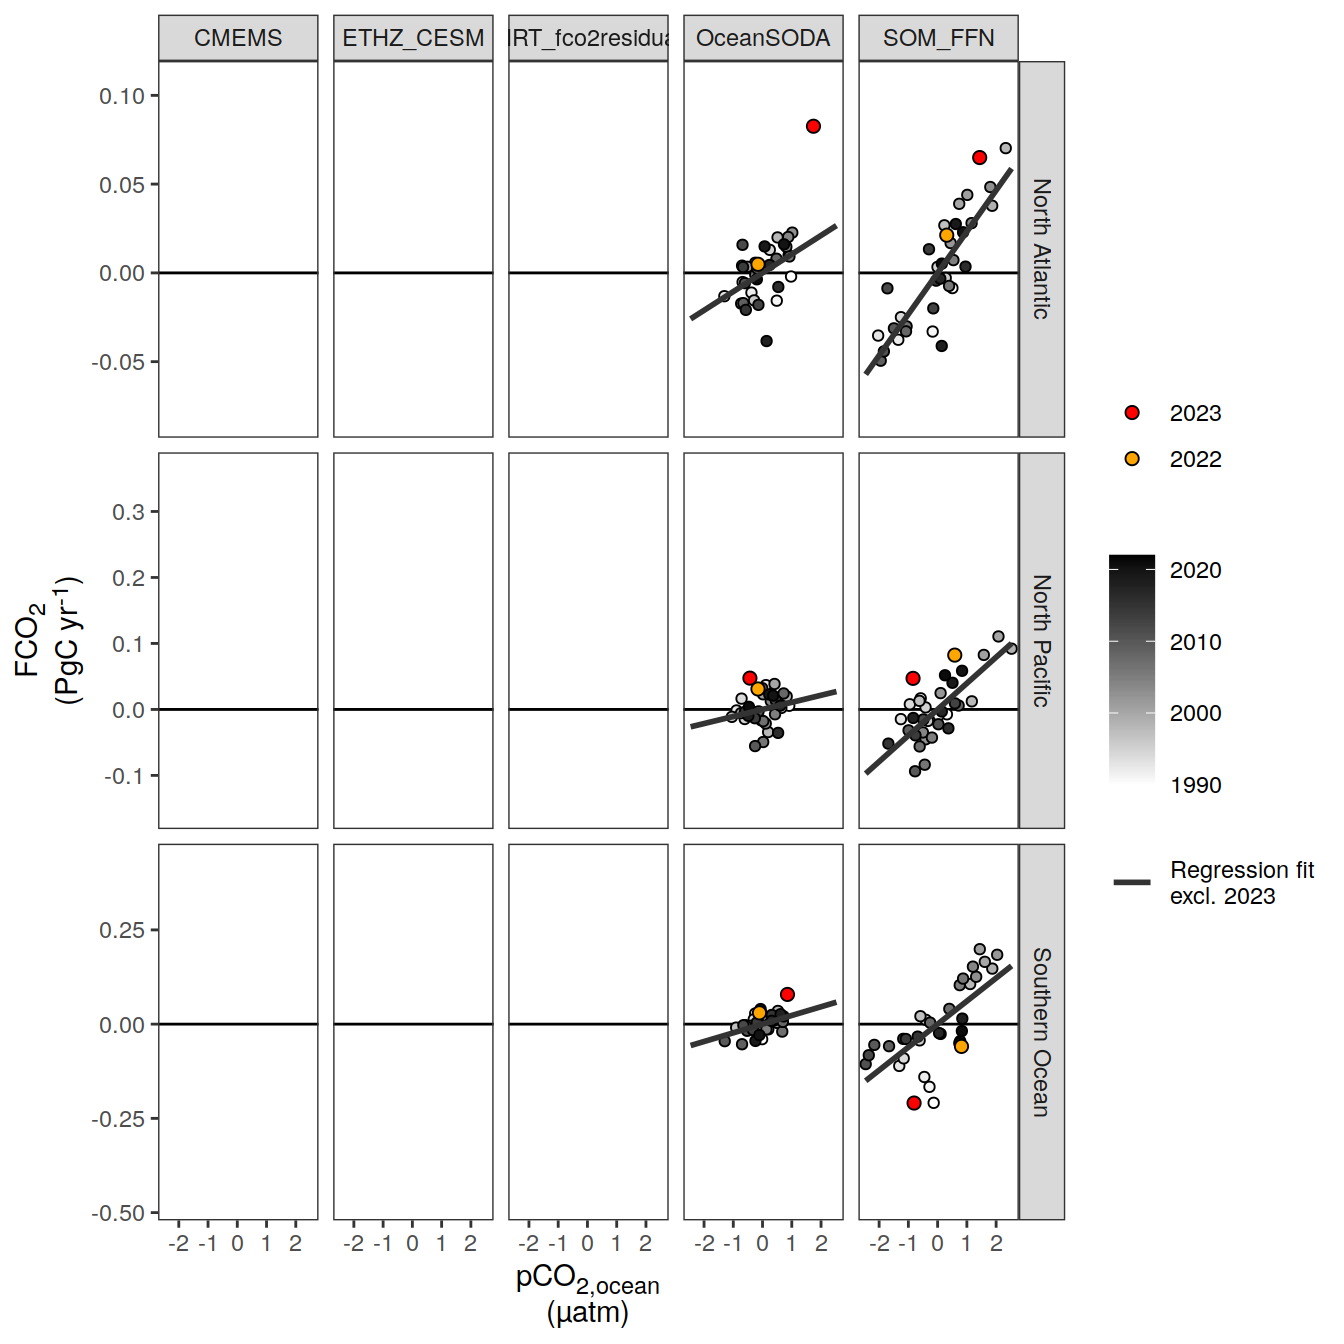 CMEMS ETHZ_CESM IRT_fco2residua OceanSODA SOM_FFN
0.10
0.05
0.00
-0.05
North Atlantic
0.3
0.2
0.1
0.0
-0.1
North Pacific
0.25
0.00
-0.25
-0.50
Southern Ocean
-2 -1 0 1 2 -2 -1 0 1 2 -2 -1 0 1 2 -2 -1 0 1 2 -2 -1 0 1 2
pCO2,ocean
(µatm)
FCO2
(PgC yr-1)
2023
2022
2020
2010
2000
1990
Regression fit
excl. 2023